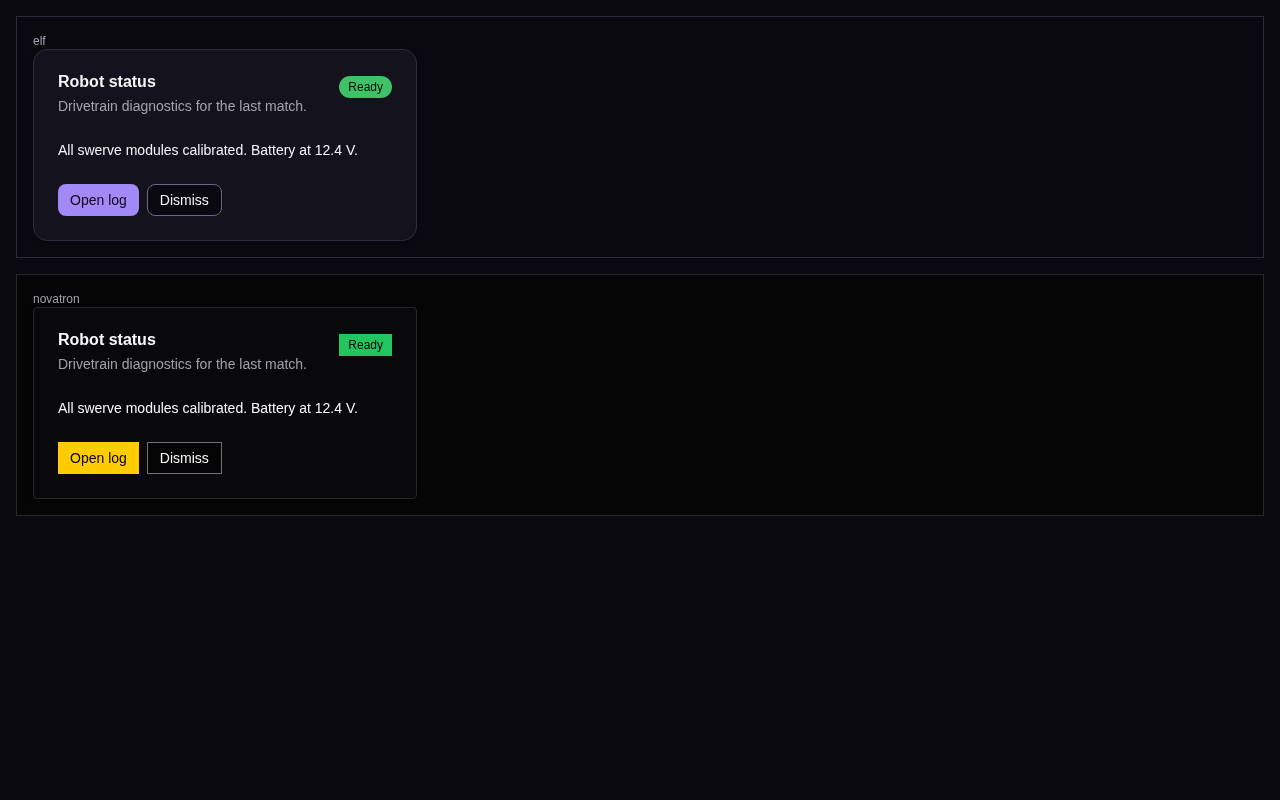 elf
Robot status
Ready
Drivetrain diagnostics for the last match.
All swerve modules calibrated. Battery at 12.4 V.
Open log
Dismiss
novatron
Robot status
Ready
Drivetrain diagnostics for the last match.
All swerve modules calibrated. Battery at 12.4 V.
Open log
Dismiss